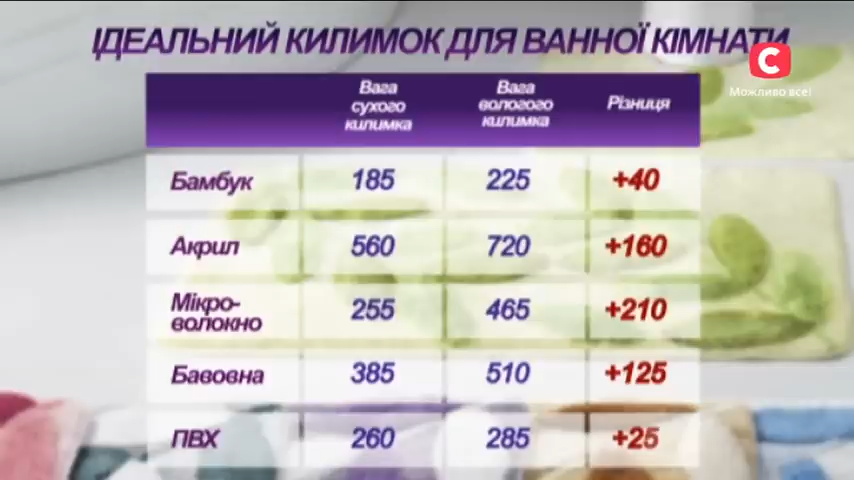 ІДЕАЛЬНИЙ КИЛИМОК ДЛЯ ВАННОЇ КІМНАТИ
С
Можливо все!
Вага сухого килимка Вага вологого килимка Різниця
Бамбук 185 225 +40
Акрил 560 720 +160
Мікро-
волокно 255 465 +210
Бавовна 385 510 +125
ПВХ 260 285 +25